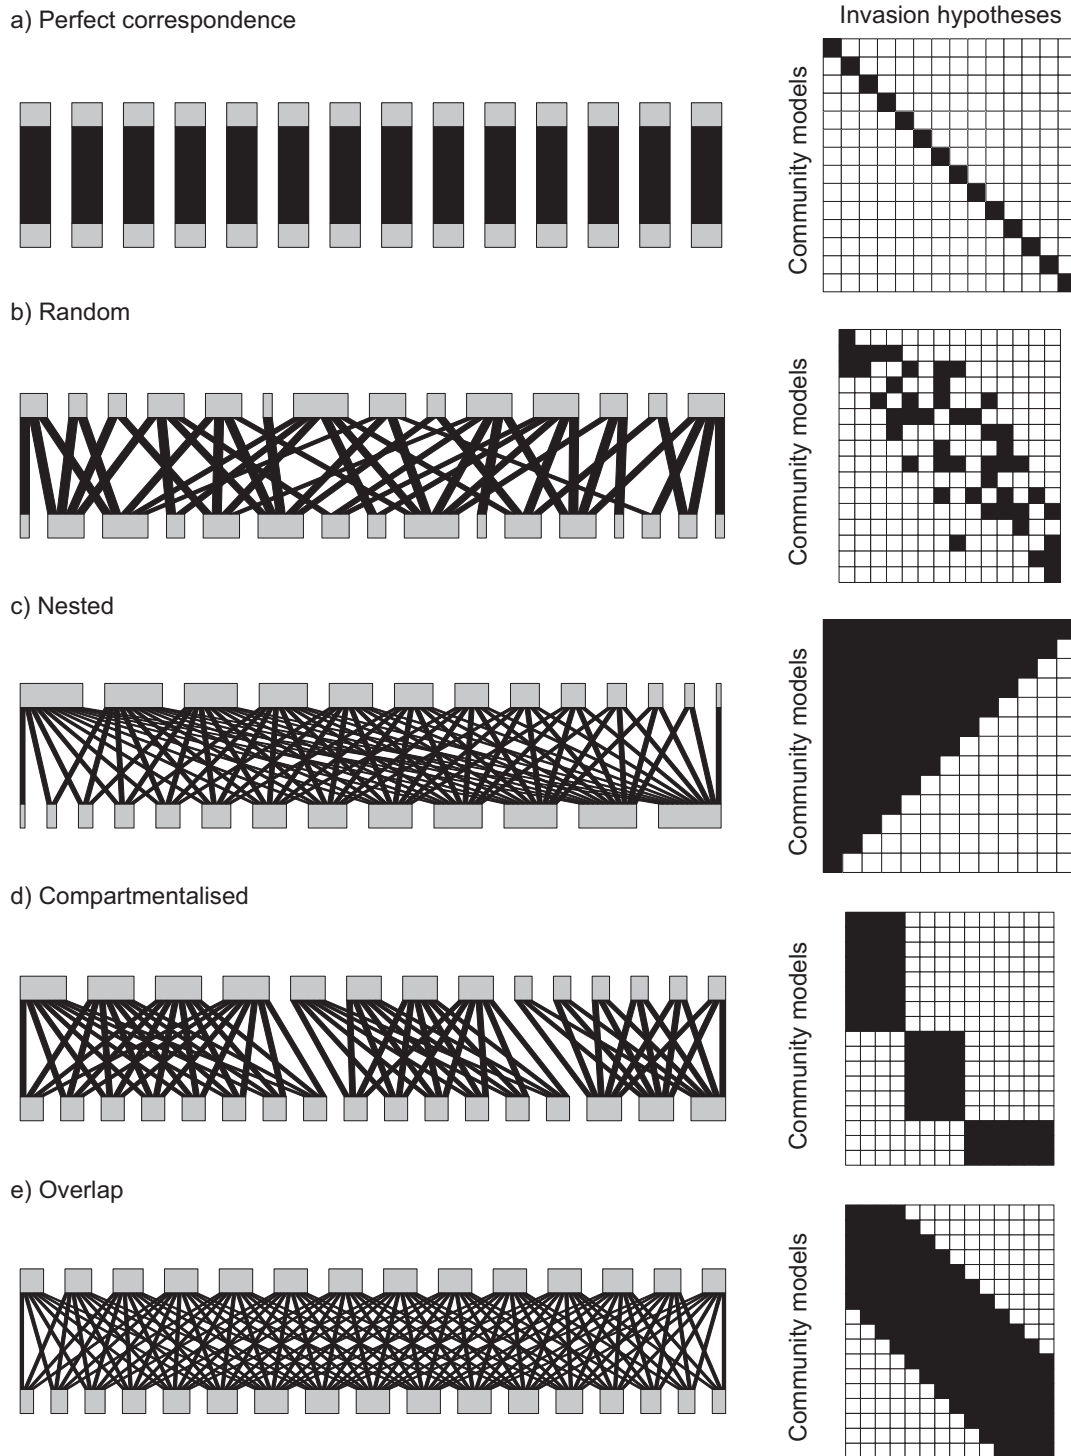 a) Perfect correspondence
Invasion hypotheses
Community models
b) Random
Community models
c) Nested
Community models
d) Compartmentalised
Community models
e) Overlap
Community models